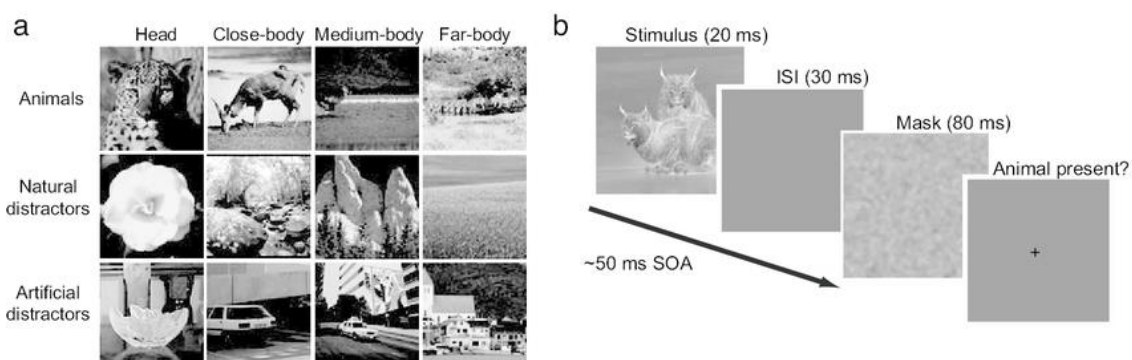 a
Head Close-body Medium-body Far-body
Animals
Natural
distractors
Artificial
distractors
b
Stimulus (20 ms)
ISI (30 ms)
Mask (80 ms)
Animal present?
+
~50 ms SOA